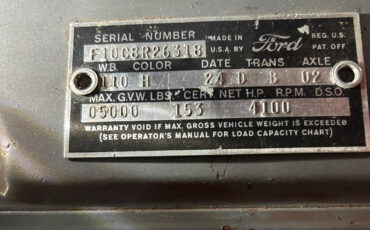 SERIAL NUMBER MADE IN U.S.A BY Ford REG. U.S. PAT. OFF.
F10C8R26318
W.B. COLOR DATE TRANS AXLE
110 H 24 D B 02
MAX. G.V.W. LBS. CERT NET H.P. R.P.M. D.S.O.
05000 153 4100
WARRANTY VOID IF MAX. GROSS VEHICLE WEIGHT IS EXCEEDED
(SEE OPERATOR'S MANUAL FOR LOAD CAPACITY CHART)